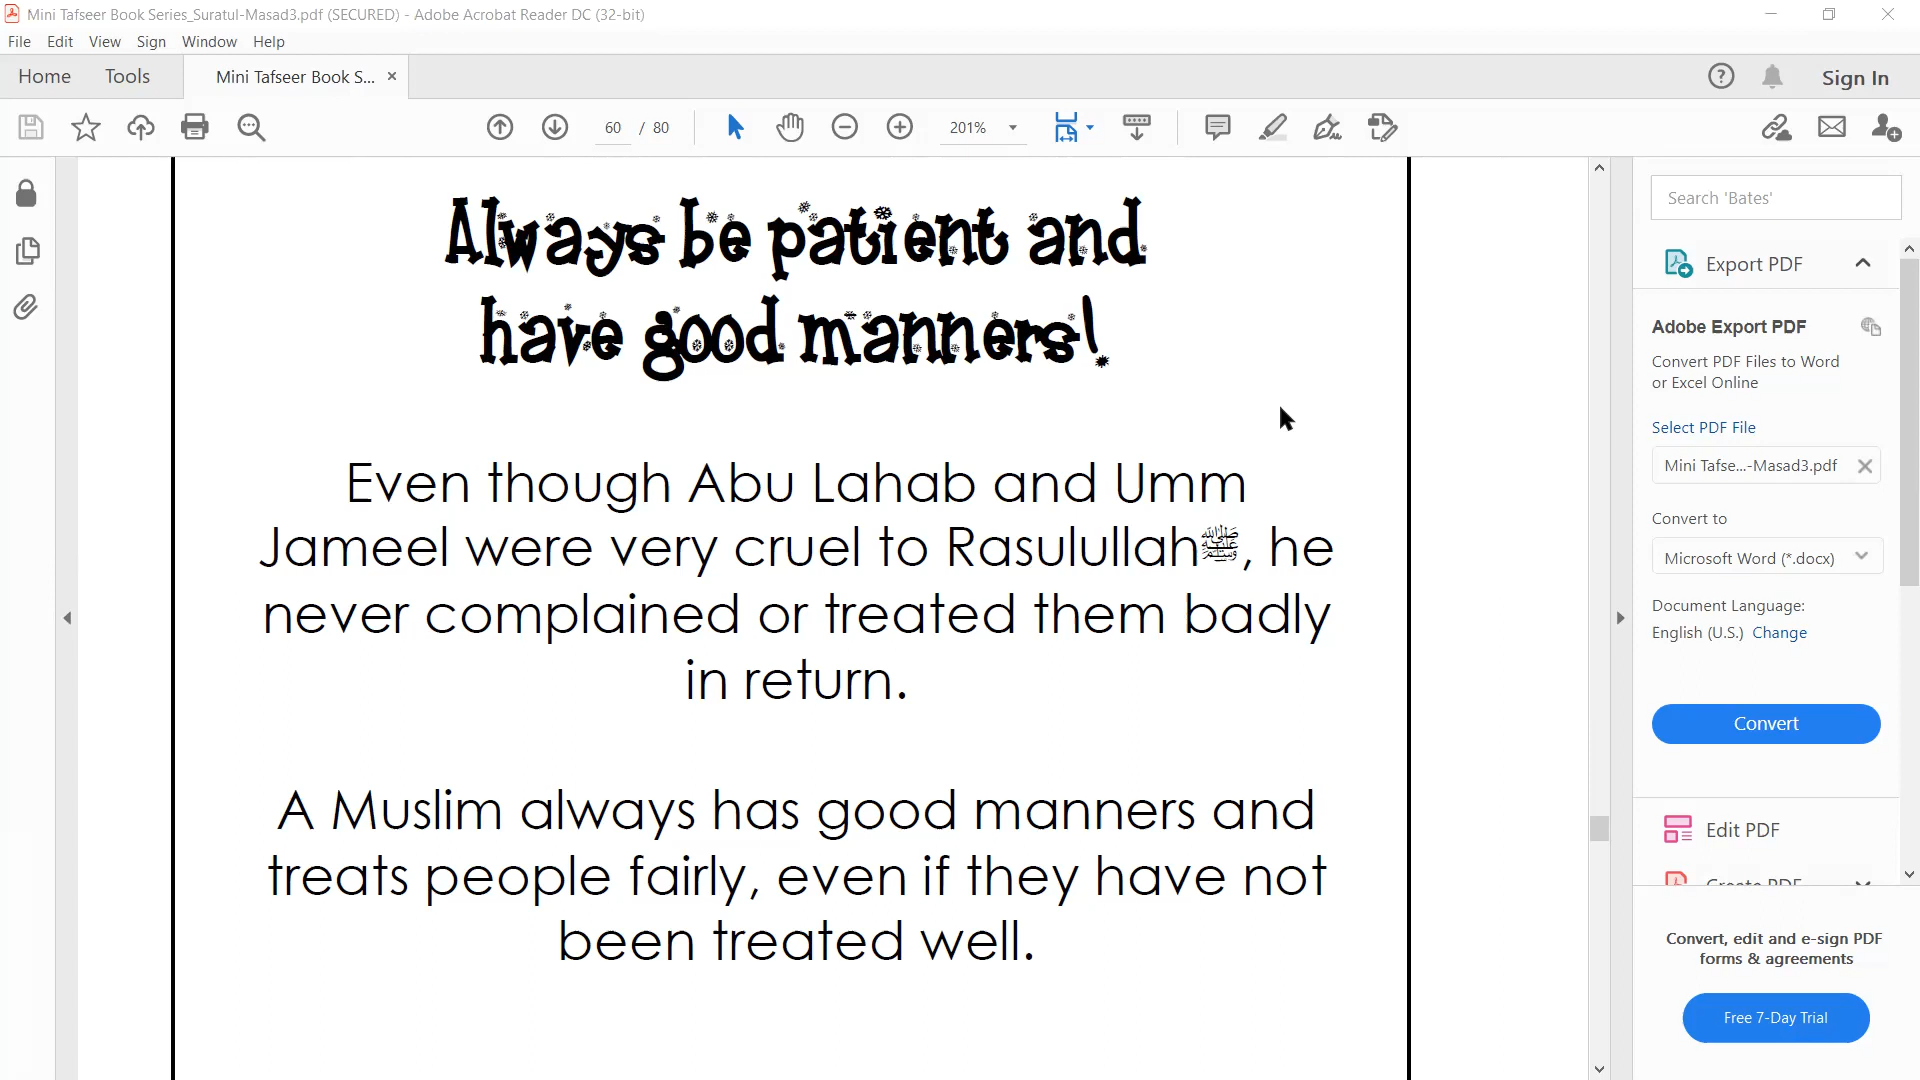 Mini Tafseer Book Series_Suratul-Masad3.pdf (SECURED) - Adobe Acrobat Reader DC (32-bit)
File Edit View Sign Window Help
Home Tools Mini Tafseer Book S... Sign In
60 / 80 201%
Always be patient and
have good manners!
Even though Abu Lahab and Umm
Jameel were very cruel to Rasulullahﷺ, he
never complained or treated them badly
in return.
A Muslim always has good manners and
treats people fairly, even if they have not
been treated well.
Search 'Bates'
Export PDF
Adobe Export PDF
Convert PDF Files to Word
or Excel Online
Select PDF File
Mini Tafse...-Masad3.pdf
Convert to
Microsoft Word (*.docx)
Document Language:
English (U.S.) Change
Convert
Edit PDF
Create PDF
Convert, edit and e-sign PDF
forms & agreements
Free 7-Day Trial